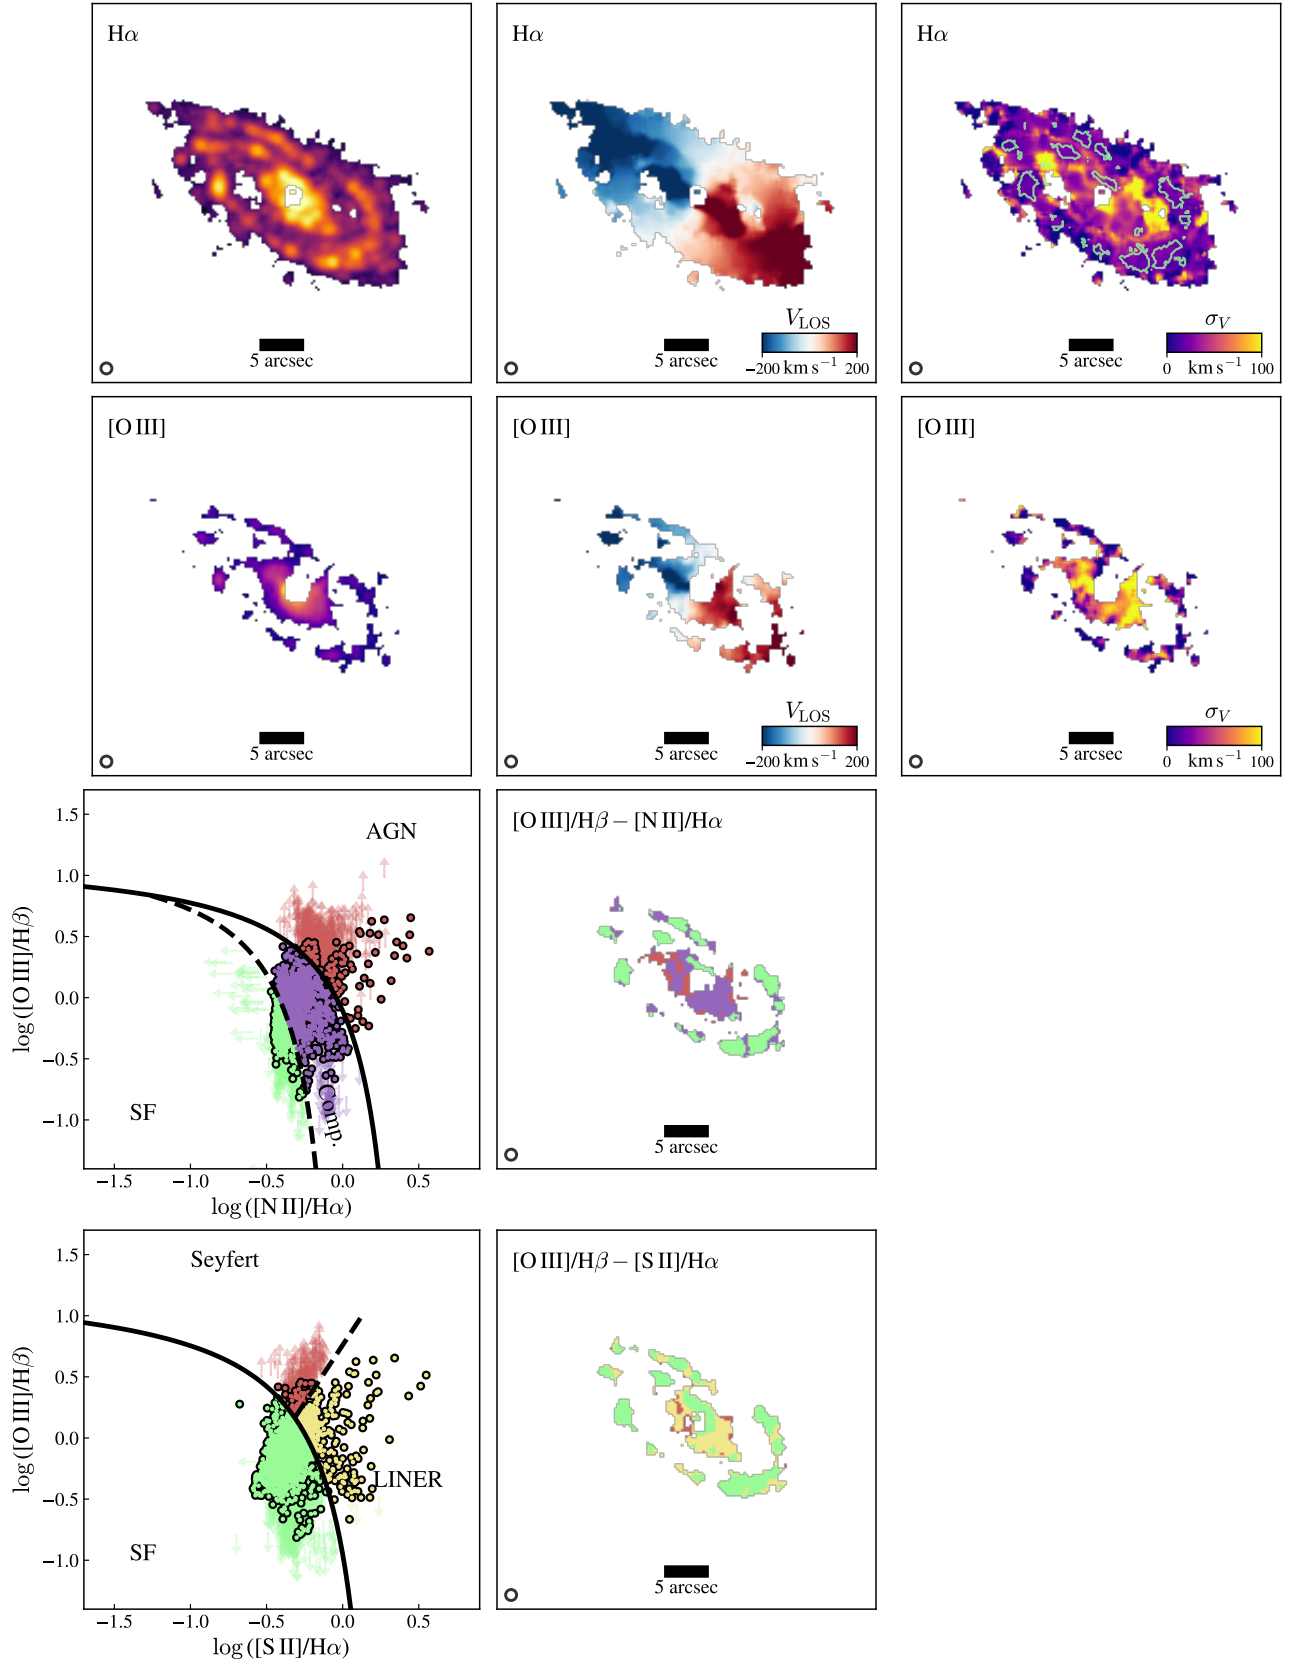 Hα
Hα
Hα
5 arcsec
V_LOS
−200 km s⁻¹ 200
5 arcsec
σ_V
0 km s⁻¹ 100
5 arcsec
[O III]
[O III]
[O III]
5 arcsec
V_LOS
−200 km s⁻¹ 200
5 arcsec
σ_V
0 km s⁻¹ 100
5 arcsec
log ([O III]/Hβ)
1.5
1.0
0.5
0.0
−0.5
−1.0
AGN
SF
Comp.
−1.5 −1.0 −0.5 0.0 0.5
log ([N II]/Hα)
[O III]/Hβ − [N II]/Hα
5 arcsec
log ([O III]/Hβ)
1.5
1.0
0.5
0.0
−0.5
−1.0
Seyfert
LINER
SF
−1.5 −1.0 −0.5 0.0 0.5
log ([S II]/Hα)
[O III]/Hβ − [S II]/Hα
5 arcsec